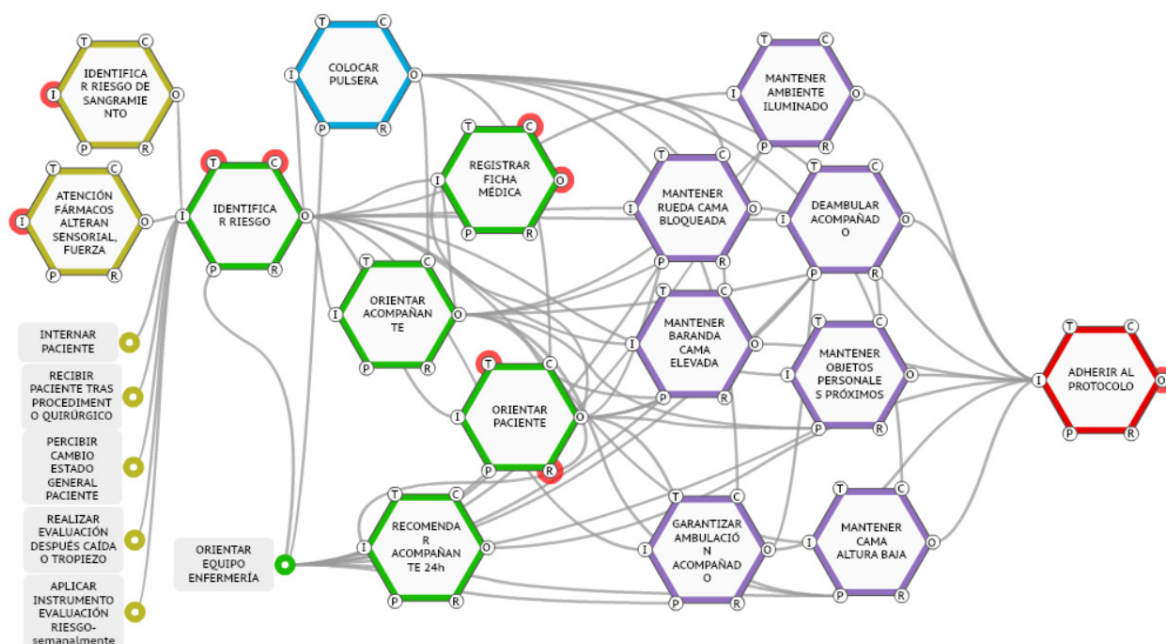 IDENTIFICA
R RIESGO DE
SANGRAMIE
NTO
I
T
C
O
P
R
ATENCIÓN
FÁRMACOS
ALTERAN
SENSORIAL,
FUERZA
I
T
C
O
P
R
INTERNAR
PACIENTE
RECIBIR
PACIENTE TRAS
PROCEDIMENT
O QUIRÚRGICO
PERCIBIR
CAMBIO
ESTADO
GENERAL
PACIENTE
REALIZAR
EVALUACIÓN
DESPUÉS CAÍDA
O TROPIEZO
APLICAR
INSTRUMENTO
EVALUACIÓN
RIESGO-
semanalmente
IDENTIFICA
R RIESGO
I
T
C
O
P
R
ORIENTAR
EQUIPO
ENFERMERÍA
COLOCAR
PULSERA
I
T
C
O
P
R
REGISTRAR
FICHA
MÉDICA
I
T
C
O
P
R
ORIENTAR
ACOMPAÑAN
TE
I
T
C
O
P
R
ORIENTAR
PACIENTE
I
T
C
O
P
R
RECOMENDA
R
ACOMPAÑAN
TE 24h
I
T
C
O
P
R
MANTENER
AMBIENTE
ILUMINADO
I
T
C
O
P
R
MANTENER
RUEDA CAMA
BLOQUEADA
I
T
C
O
P
R
DEAMBULAR
ACOMPAÑAD
O
I
T
C
O
P
R
MANTENER
BARANDA
CAMA
ELEVADA
I
T
C
O
P
R
MANTENER
OBJETOS
PERSONALE
S PRÓXIMOS
I
T
C
O
P
R
GARANTIZAR
AMBULACIÓ
N
ACOMPAÑAD
O
I
T
C
O
P
R
MANTENER
CAMA
ALTURA BAJA
I
T
C
O
P
R
ADHERIR AL
PROTOCOLO
I
T
C
O
P
R